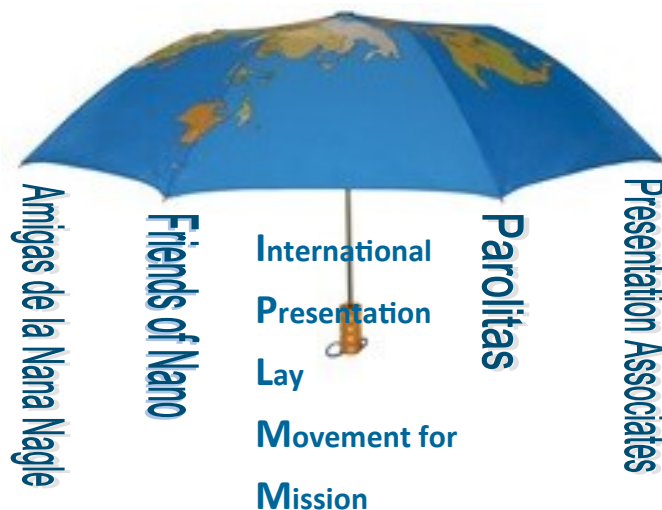 Amigas de la Nana Nagle
Friends of Nano
International
Presentation
Lay
Movement for
Mission
Parolitas
Presentation Associates